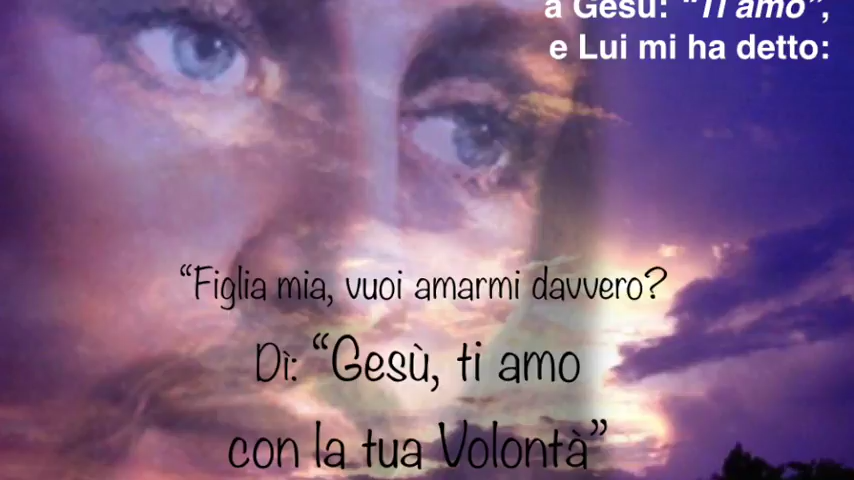 a Gesù: “Ti amo”,
e Lui mi ha detto:
“Figlia mia, vuoi amarmi davvero?
Dì: “Gesù, ti amo
con la tua Volontà”